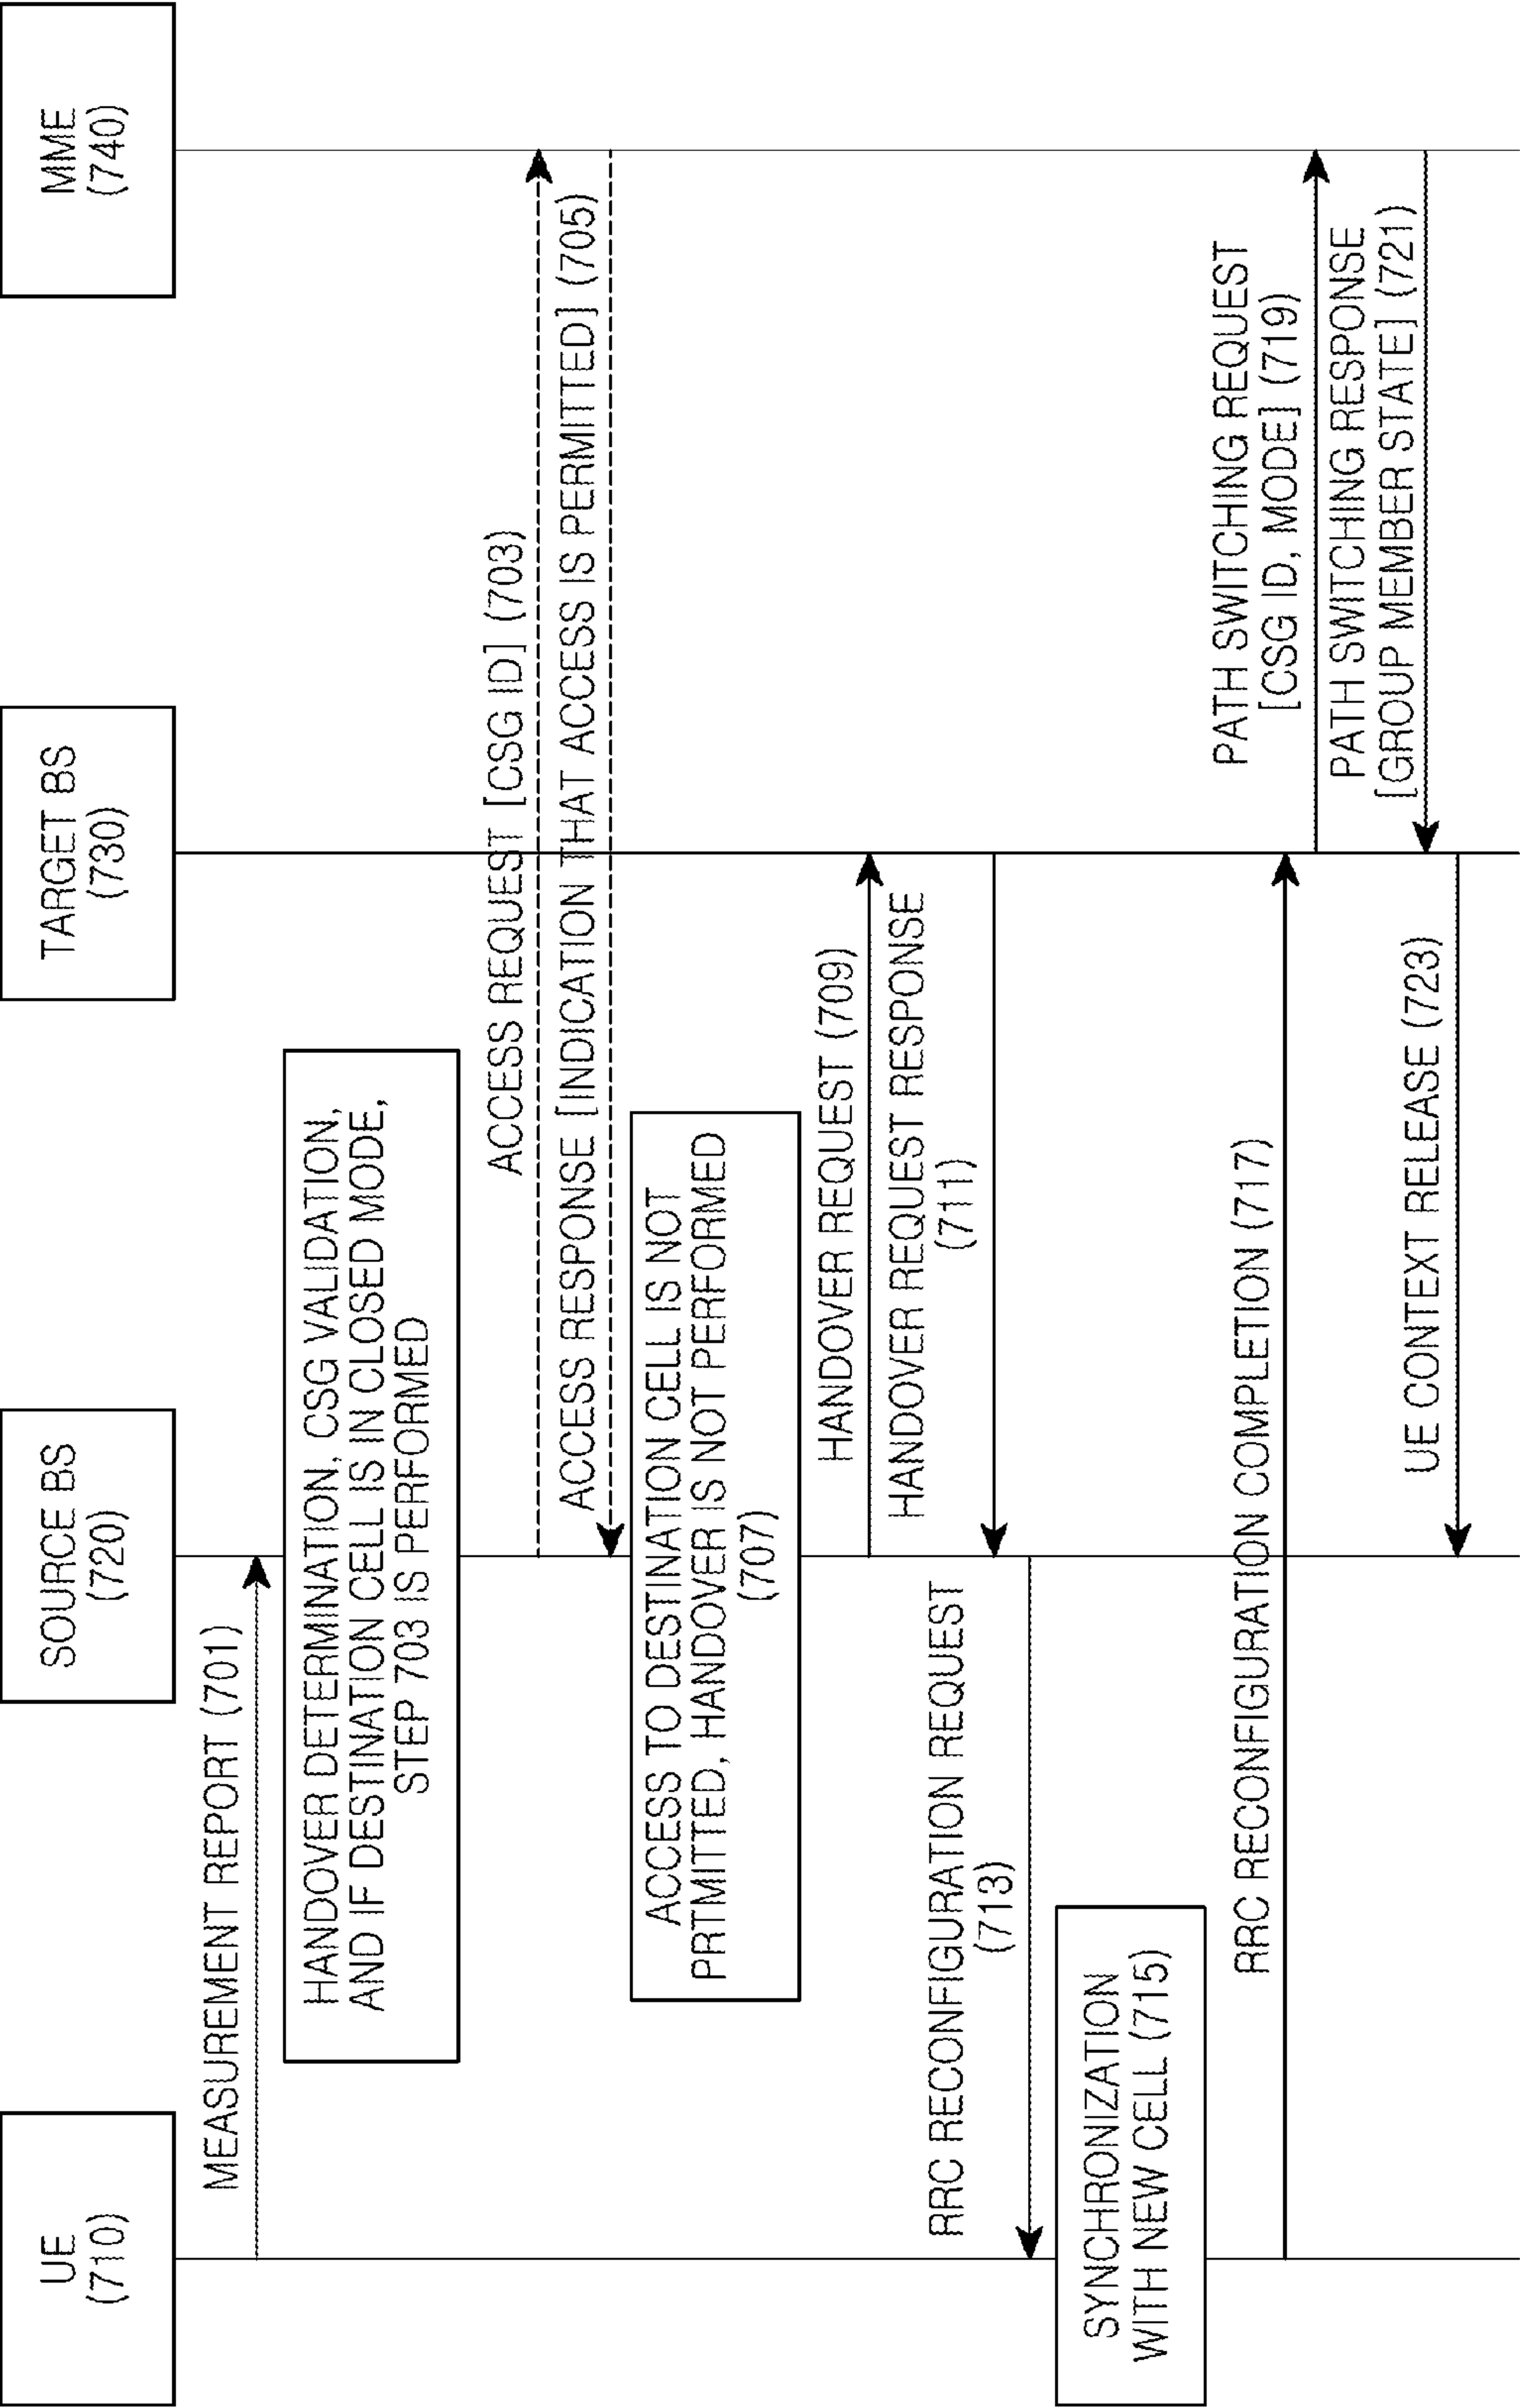 UE
(710)
SOURCE BS
(720)
TARGET BS
(730)
MME
(740)
MEASUREMENT REPORT (701)
HANDOVER DETERMINATION, CSG VALIDATION,
AND IF DESTINATION CELL IS IN CLOSED MODE,
STEP 703 IS PERFORMED
ACCESS REQUEST [CSG ID] (703)
ACCESS RESPONSE [INDICATION THAT ACCESS IS PERMITTED] (705)
ACCESS TO DESTINATION CELL IS NOT
PRTMITTED, HANDOVER IS NOT PERFORMED
(707)
HANDOVER REQUEST (709)
HANDOVER REQUEST RESPONSE
(711)
RRC RECONFIGURATION REQUEST
(713)
SYNCHRONIZATION
WITH NEW CELL (715)
RRC RECONFIGURATION COMPLETION (717)
PATH SWITCHING REQUEST
[CSG ID, MODE] (719)
PATH SWITCHING RESPONSE
[GROUP MEMBER STATE] (721)
UE CONTEXT RELEASE (723)